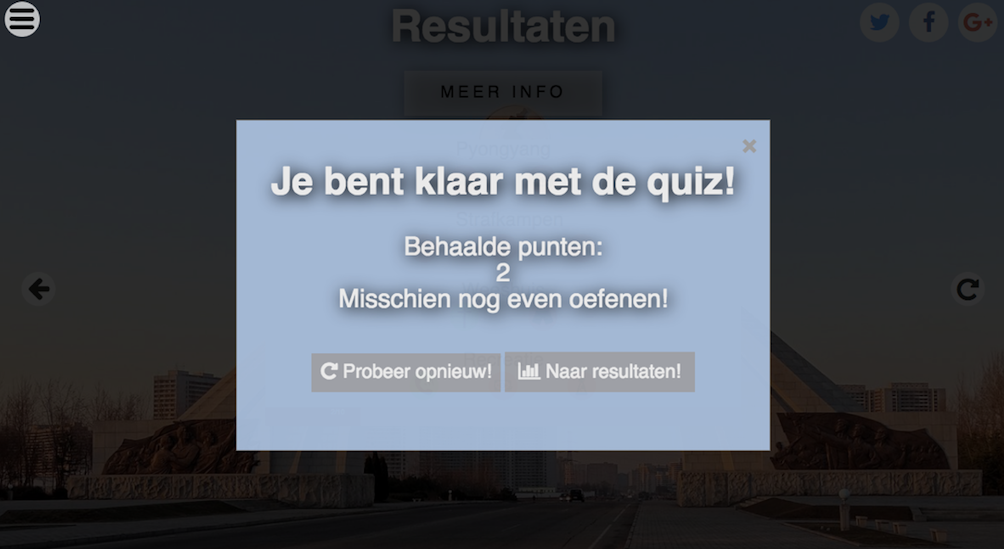 Resultaten
MEER INFO
Pyongyang
Je bent klaar met de quiz!
Strafkampen
Behaalde punten:
2
Misschien nog even oefenen!
Probeer opnieuw!
Naar resultaten!